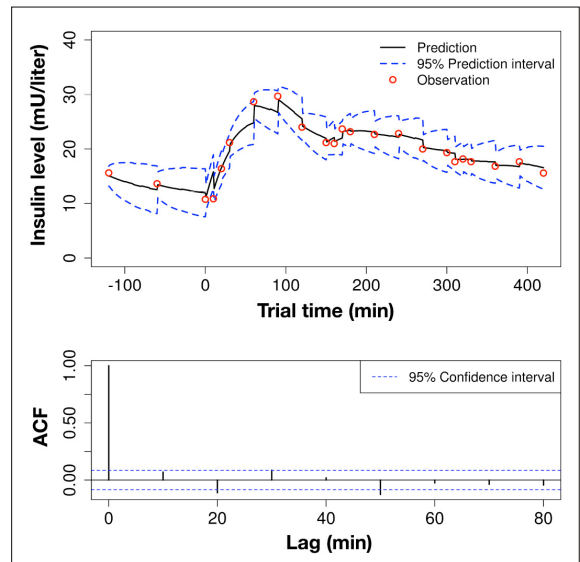 40
30
20
10
0
Insulin level (mU/liter)
Prediction
95% Prediction interval
Observation
-100 0 100 200 300 400
Trial time (min)
1.00
0.50
0.00
ACF
95% Confidence interval
0 20 40 60 80
Lag (min)